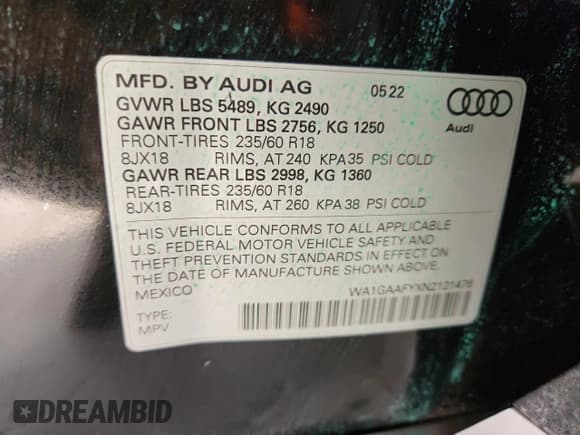 MFD. BY AUDI AG 05 22
GVWR LBS 5489, KG 2490
GAWR FRONT LBS 2756, KG 1250
FRONT-TIRES 235/60 R18
8JX18 RIMS, AT 240 KPA 35 PSI COLD
GAWR REAR LBS 2998, KG 1360
REAR-TIRES 235/60 R18
8JX18 RIMS, AT 260 KPA 38 PSI COLD
Audi
THIS VEHICLE CONFORMS TO ALL APPLICABLE
U.S. FEDERAL MOTOR VEHICLE SAFETY AND
THEFT PREVENTION STANDARDS IN EFFECT ON
THE DATE OF MANUFACTURE SHOWN ABOVE.
MEXICO
WA1GAAFYXN2121476
TYPE:
MPV
DREAMBID